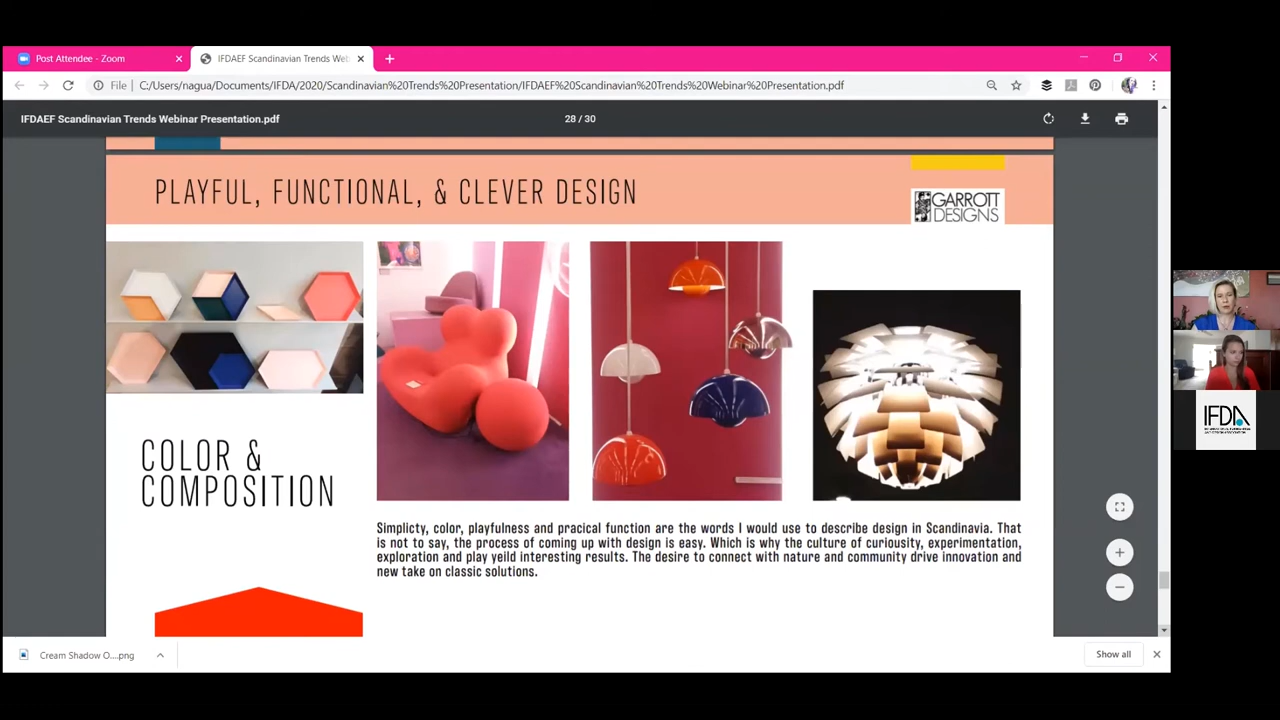 Post Attendee - Zoom
IFDAEF Scandinavian Trends Web
File
C:/Users/nagua/Documents/IFDA/2020/Scandinavian%20Trends%20Presentation/IFDAEF%20Scandinavian%20Trends%20Webinar%20Presentation.pdf
IFDAEF Scandinavian Trends Webinar Presentation.pdf
28 / 30
PLAYFUL, FUNCTIONAL, & CLEVER DESIGN
GARROTT
DESIGNS
COLOR &
COMPOSITION
Simplicty, color, playfulness and pracical function are the words I would use to describe design in Scandinavia. That
is not to say, the process of coming up with design is easy. Which is why the culture of curiousity, experimentation,
exploration and play yeild interesting results. The desire to connect with nature and community drive innovation and
new take on classic solutions.
IFDA
Cream Shadow O....png
Show all